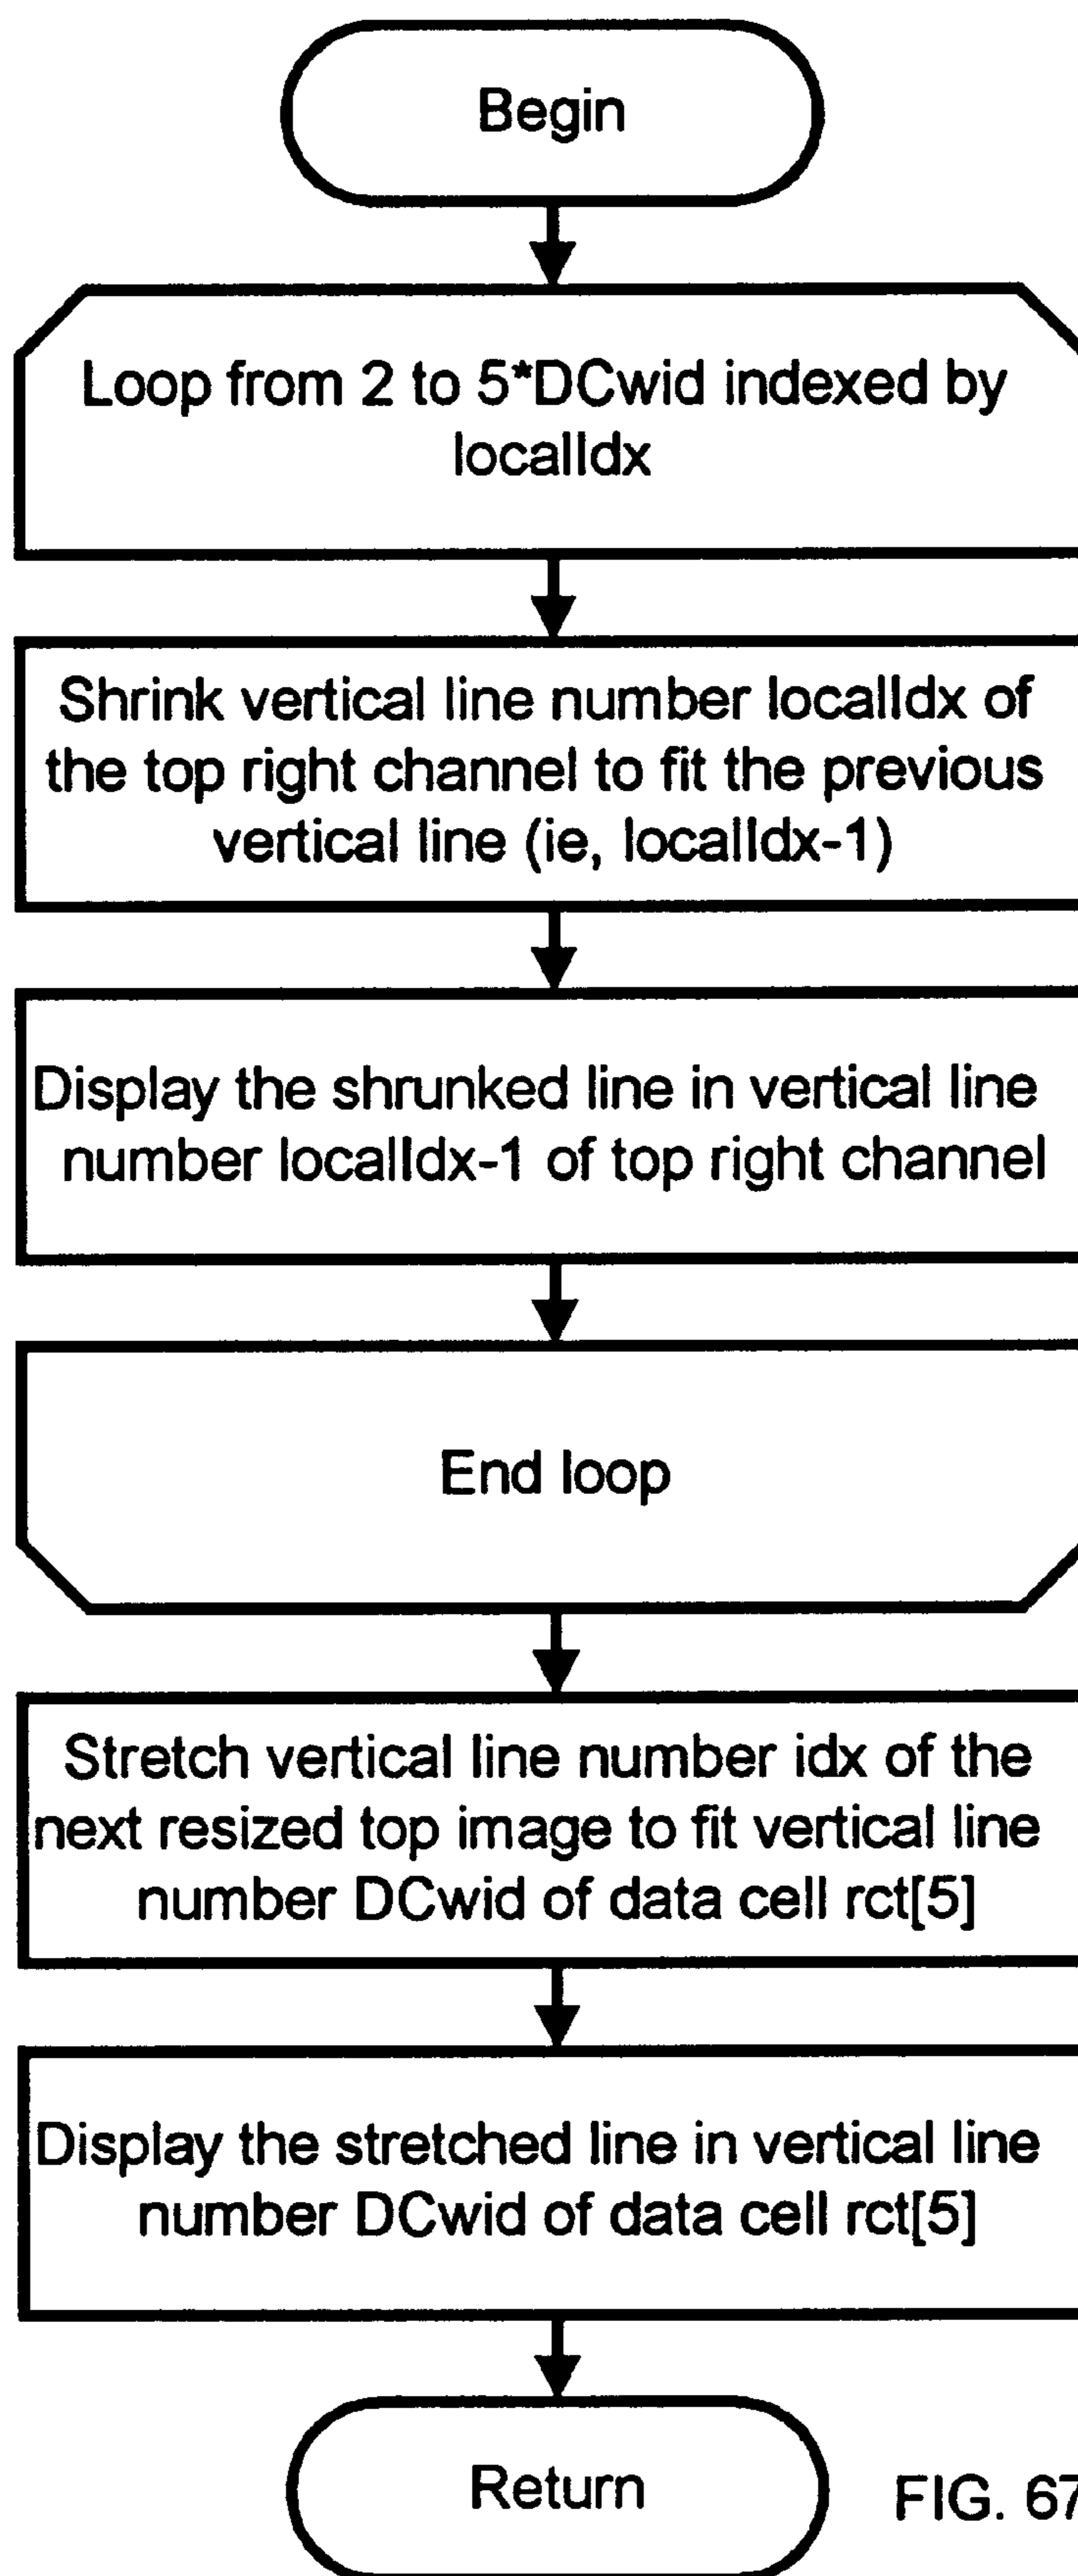 Begin
Loop from 2 to 5*DCwid indexed by
localIdx
Shrink vertical line number localIdx of
the top right channel to fit the previous
vertical line (ie, localIdx-1)
Display the shrunked line in vertical line
number localIdx-1 of top right channel
End loop
Stretch vertical line number idx of the
next resized top image to fit vertical line
number DCwid of data cell rct[5]
Display the stretched line in vertical line
number DCwid of data cell rct[5]
Return
FIG. 67